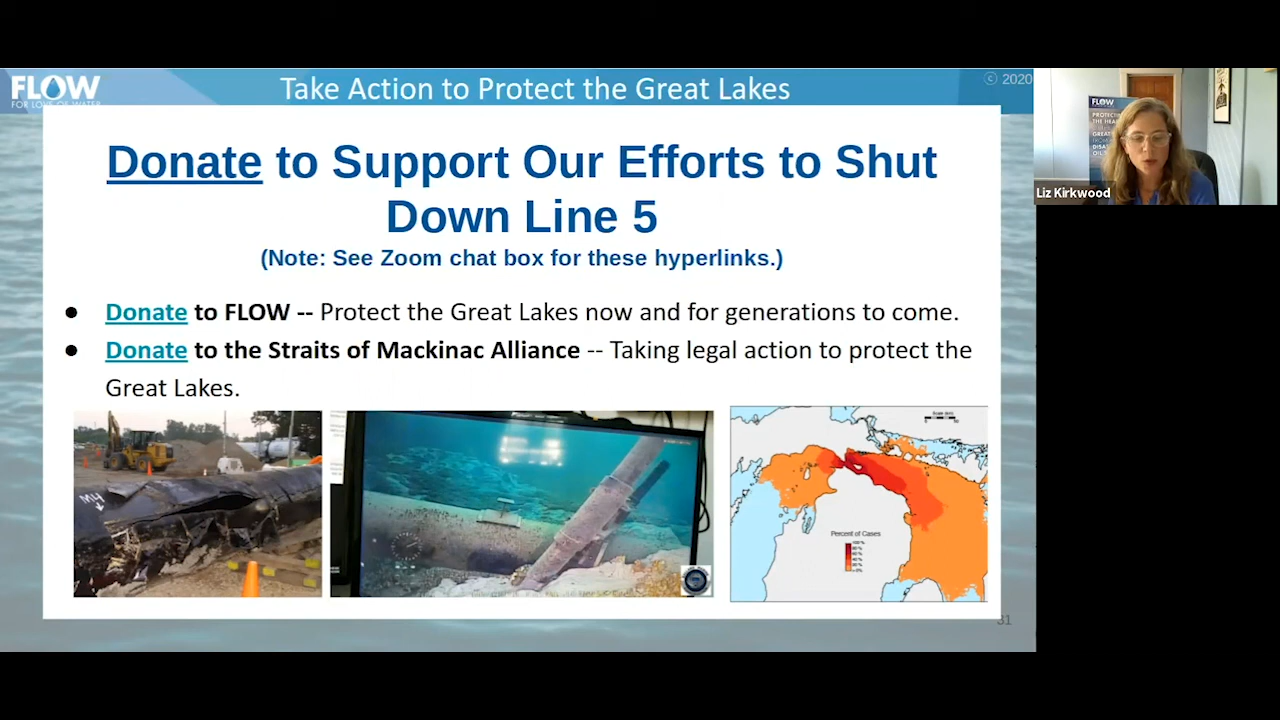 FLOW
FOR LOVE OF WATER
Take Action to Protect the Great Lakes
© 2020
Donate to Support Our Efforts to Shut
Down Line 5
(Note: See Zoom chat box for these hyperlinks.)
● Donate to FLOW -- Protect the Great Lakes now and for generations to come.
● Donate to the Straits of Mackinac Alliance -- Taking legal action to protect the
Great Lakes.
Percent of Cases
31
FLOW
Liz Kirkwood